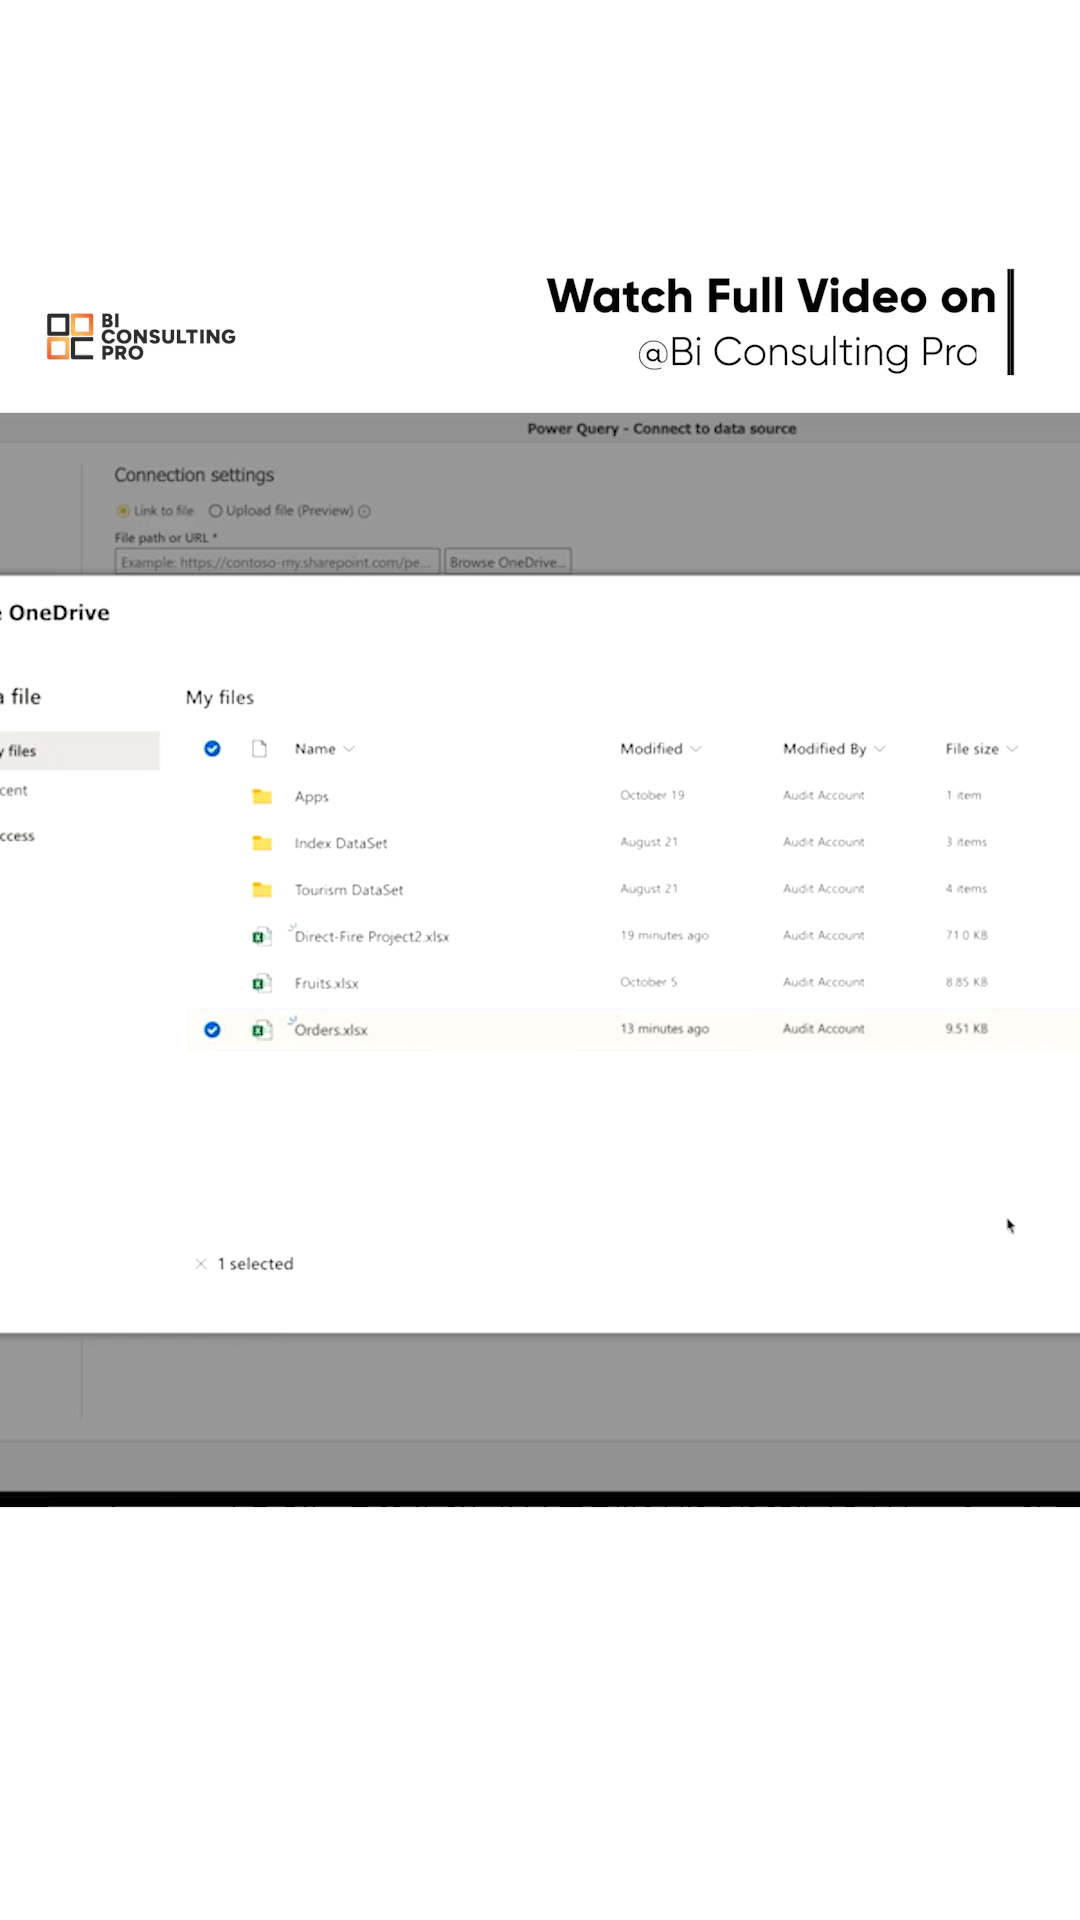 BI
CONSULTING
PRO
Watch Full Video on
@Bi Consulting Pro
Power Query - Connect to data source
Connection settings
Link to file Upload file (Preview)
File path or URL *
Example: https://contoso-my.sharepoint.com/pe... Browse OneDrive...
OneDrive
a file
My files
y files
cent
ccess
Name Modified Modified By File size
Apps October 19 Audit Account 1 item
Index DataSet August 21 Audit Account 3 items
Tourism DataSet August 21 Audit Account 4 items
Direct-Fire Project2.xlsx 19 minutes ago Audit Account 71.0 KB
Fruits.xlsx October 5 Audit Account 8.85 KB
Orders.xlsx 13 minutes ago Audit Account 9.51 KB
1 selected